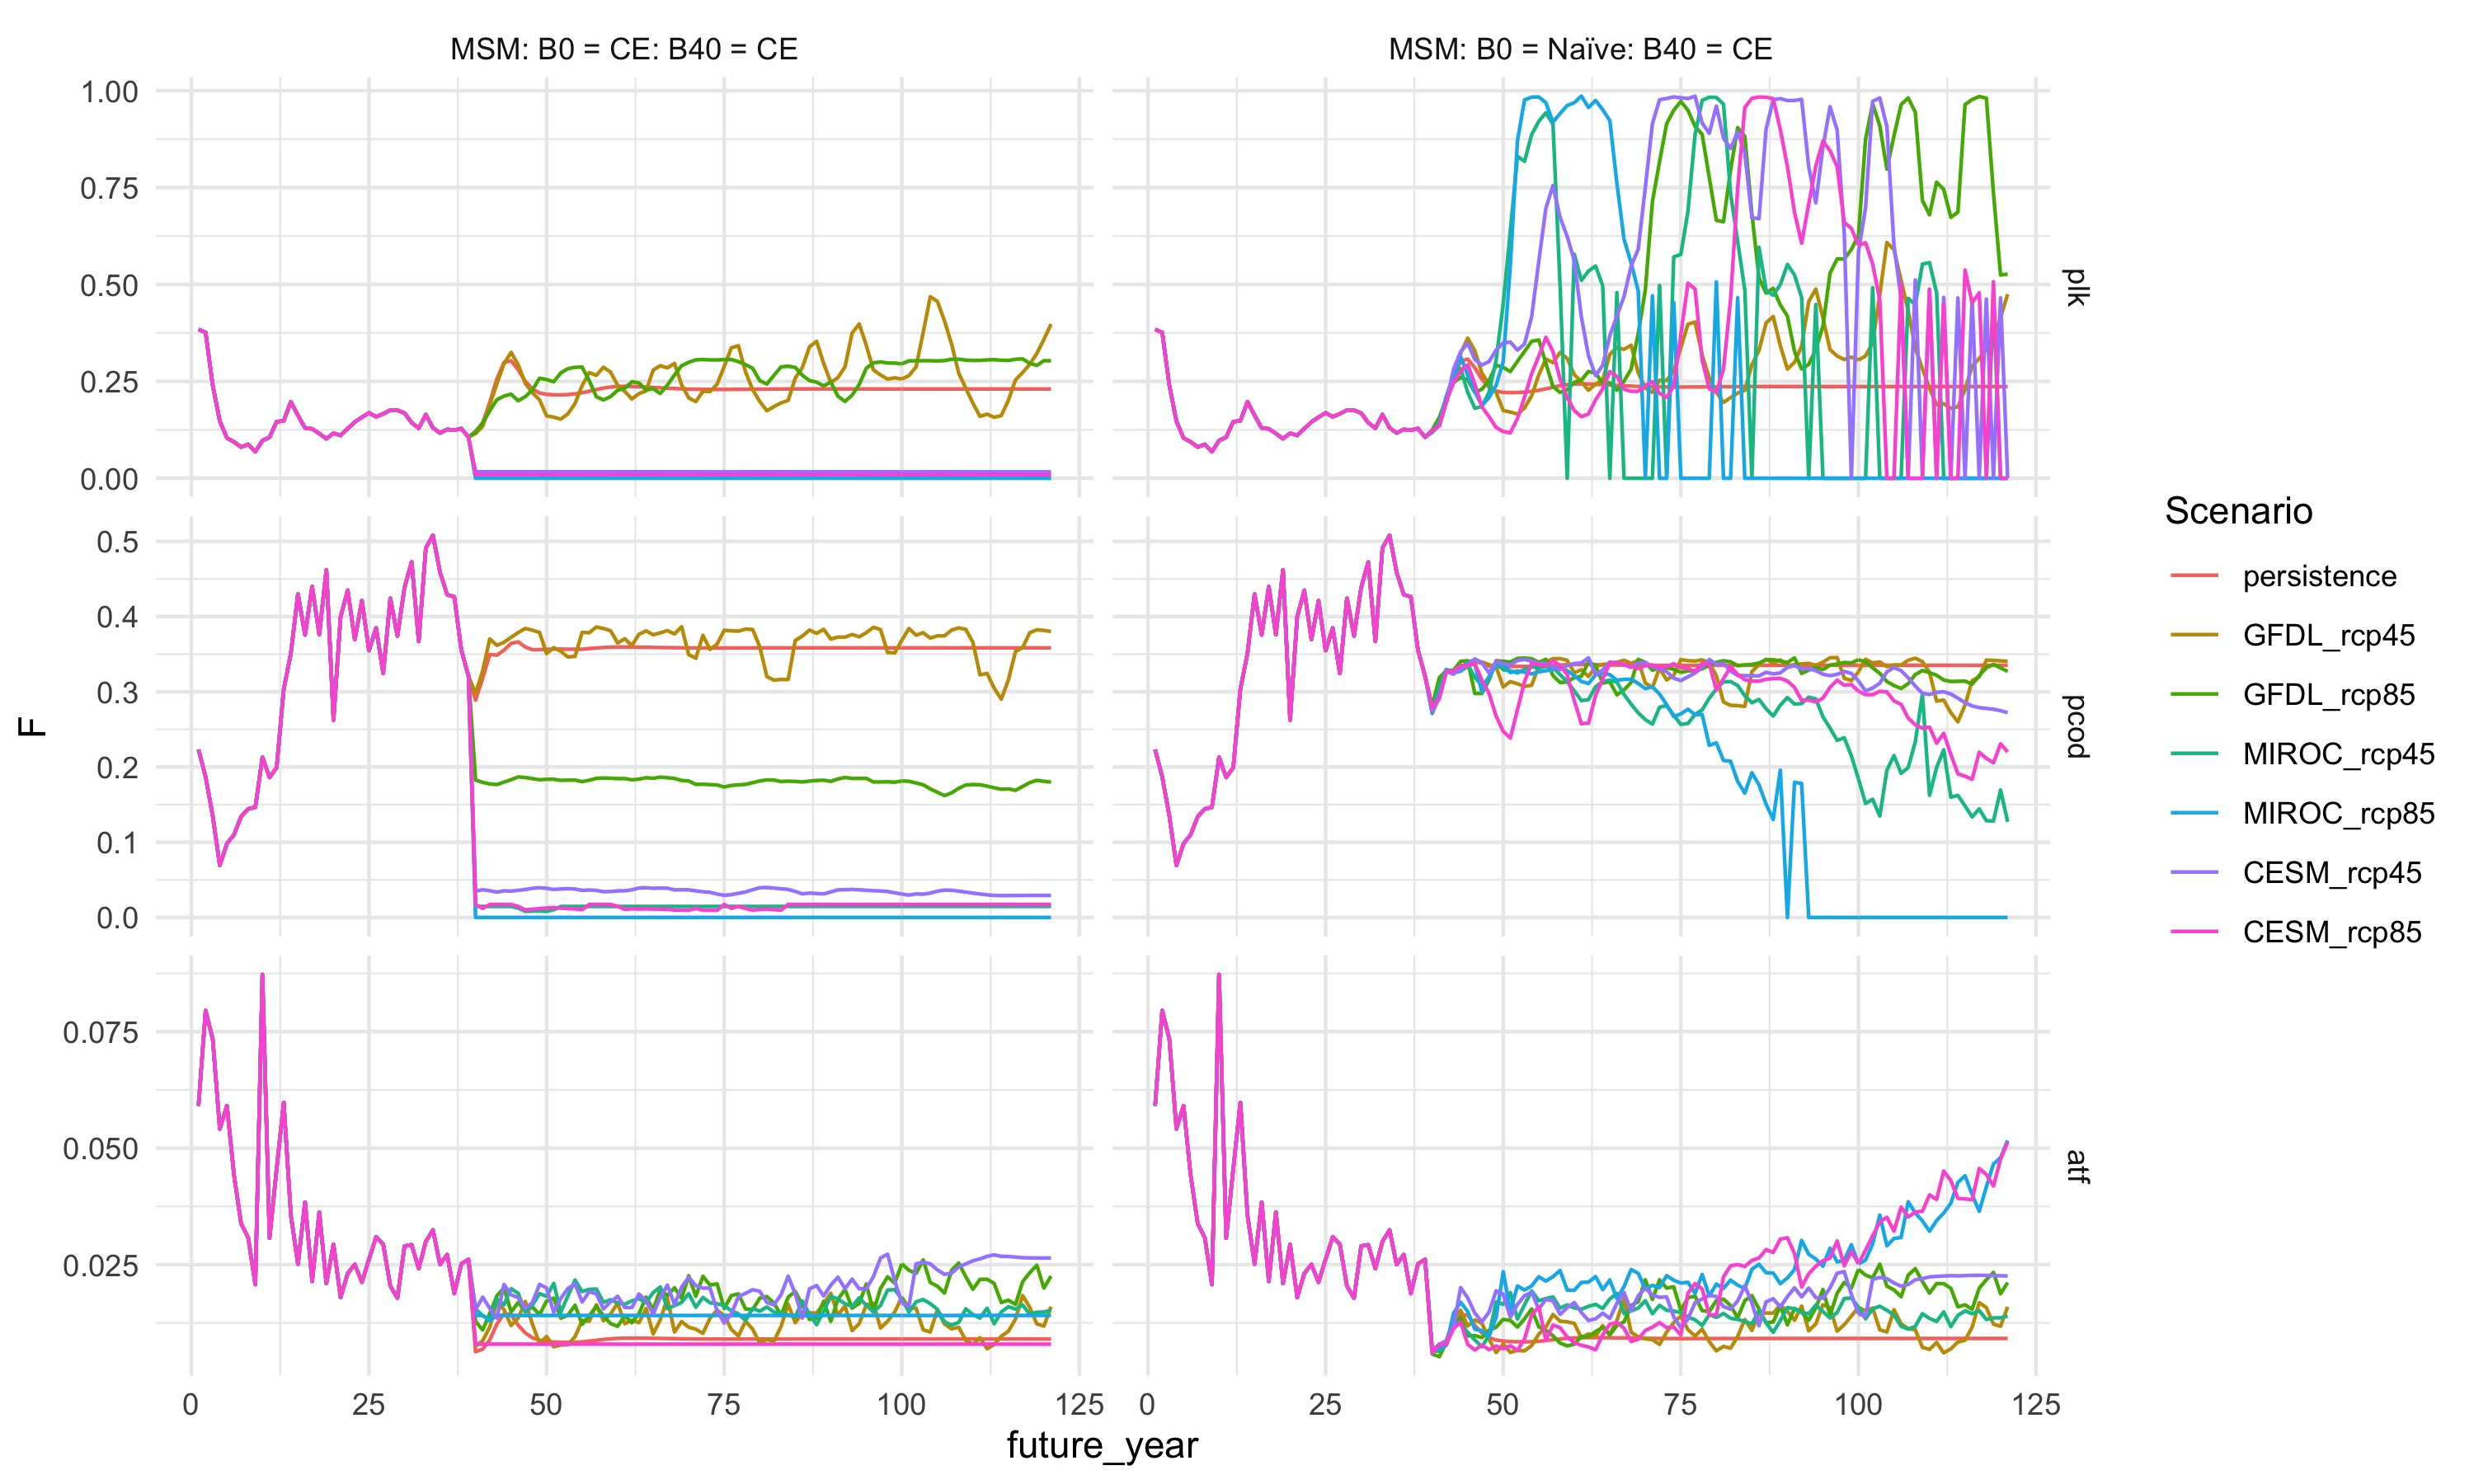 MSM: B0 = CE: B40 = CE
MSM: B0 = Naïve: B40 = CE
1.00
0.75
0.50
0.25
0.00
plk
0.5
0.4
0.3
0.2
0.1
0.0
pcod
0.075
0.050
0.025
atf
F
0 25 50 75 100 125
0 25 50 75 100 125
future_year
Scenario
persistence
GFDL_rcp45
GFDL_rcp85
MIROC_rcp45
MIROC_rcp85
CESM_rcp45
CESM_rcp85